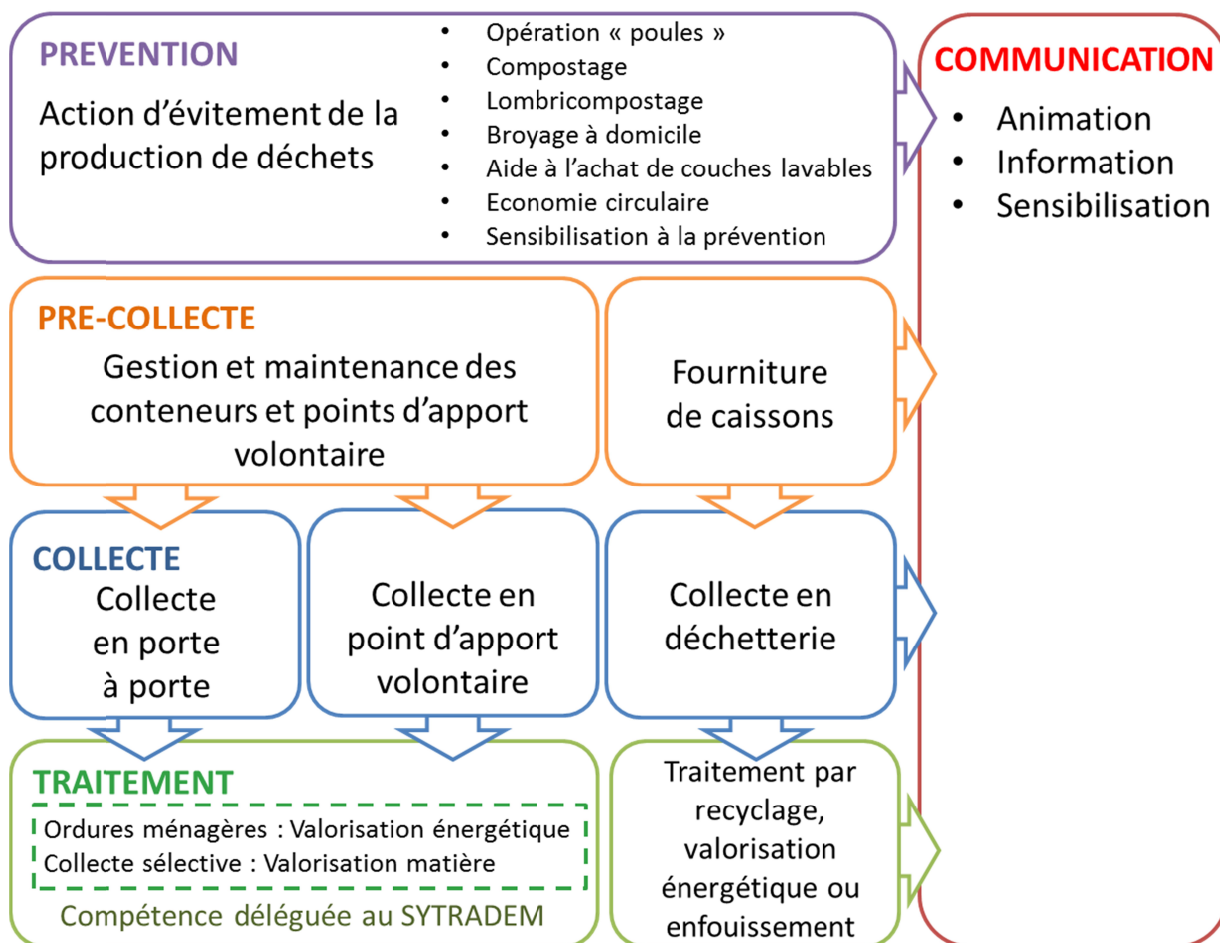 PREVENTION
Action d'évitement de la
production de déchets
• Opération « poules »
• Compostage
• Lombricompostage
• Broyage à domicile
• Aide à l'achat de couches lavables
• Economie circulaire
• Sensibilisation à la prévention
COMMUNICATION
• Animation
• Information
• Sensibilisation
PRE-COLLECTE
Gestion et maintenance des
conteneurs et points d'apport
volontaire
Fourniture
de caissons
COLLECTE
Collecte
en porte
à porte
Collecte en
point d'apport
volontaire
Collecte en
déchetterie
TRAITEMENT
Ordures ménagères : Valorisation énergétique
Collecte sélective : Valorisation matière
Compétence déléguée au SYTRADEM
Traitement par
recyclage,
valorisation
énergétique ou
enfouissement